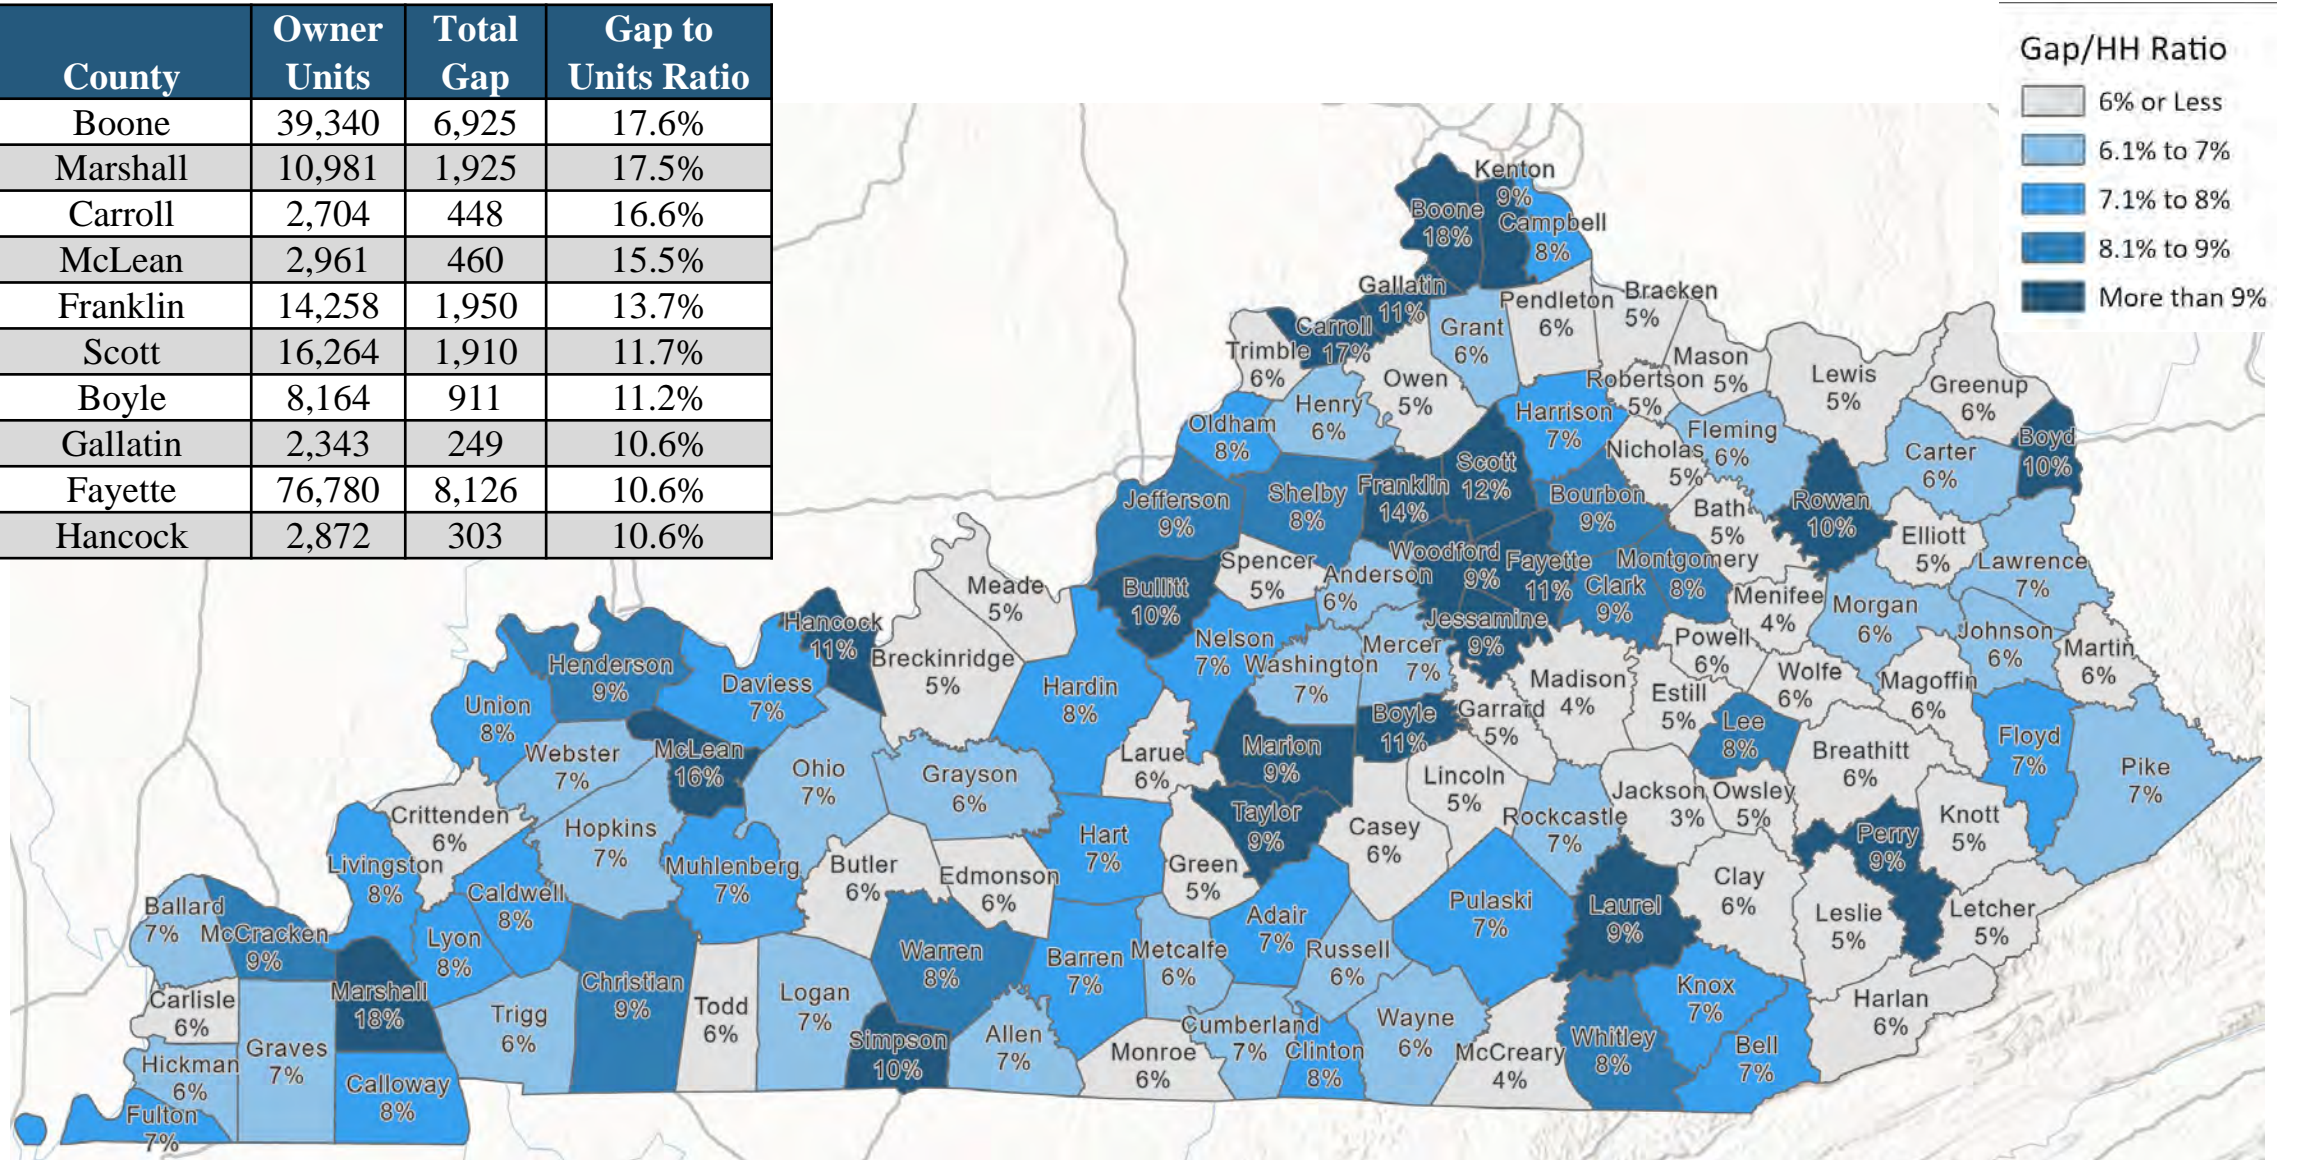 County Owner Units Total Gap Gap to Units Ratio
Boone 39,340 6,925 17.6%
Marshall 10,981 1,925 17.5%
Carroll 2,704 448 16.6%
McLean 2,961 460 15.5%
Franklin 14,258 1,950 13.7%
Scott 16,264 1,910 11.7%
Boyle 8,164 911 11.2%
Gallatin 2,343 249 10.6%
Fayette 76,780 8,126 10.6%
Hancock 2,872 303 10.6%
Gap/HH Ratio
6% or Less
6.1% to 7%
7.1% to 8%
8.1% to 9%
More than 9%
Kenton
9%
Boone
18%
Campbell
8%
Gallatin
11%
Carroll
17%
Trimble
6%
Grant
6%
Pendleton
6%
Bracken
5%
Mason
5%
Robertson
5%
Lewis
5%
Greenup
6%
Boyd
10%
Owen
5%
Henry
6%
Oldham
8%
Harrison
7%
Nicholas
5%
Fleming
6%
Carter
6%
Rowan
10%
Jefferson
9%
Shelby
8%
Franklin
14%
Scott
12%
Bourbon
9%
Bath
5%
Elliott
5%
Lawrence
7%
Spencer
5%
Anderson
6%
Woodford
9%
Fayette
11%
Clark
9%
Montgomery
8%
Menifee
4%
Morgan
6%
Johnson
6%
Martin
6%
Meade
5%
Bullitt
10%
Nelson
7%
Washington
7%
Mercer
7%
Jessamine
9%
Madison
4%
Powell
6%
Estill
5%
Wolfe
6%
Magoffin
6%
Floyd
7%
Pike
7%
Hancock
11%
Breckinridge
5%
Hardin
8%
Henderson
9%
Daviess
7%
Union
8%
Webster
7%
McLean
16%
Ohio
7%
Grayson
6%
Larue
6%
Marion
9%
Boyle
11%
Garrard
5%
Lincoln
5%
Lee
8%
Breathitt
6%
Jackson
3%
Owsley
5%
Rockcastle
7%
Perry
9%
Knott
5%
Crittenden
6%
Hopkins
7%
Muhlenberg
7%
Butler
6%
Edmonson
6%
Hart
7%
Green
5%
Taylor
9%
Casey
6%
Pulaski
7%
Laurel
9%
Clay
6%
Leslie
5%
Letcher
5%
Livingston
8%
Caldwell
8%
Lyon
8%
Ballard
7%
McCracken
9%
Marshall
18%
Christian
9%
Trigg
6%
Todd
6%
Logan
7%
Warren
8%
Simpson
10%
Allen
7%
Barren
7%
Metcalfe
6%
Adair
7%
Russell
6%
Cumberland
7%
Monroe
6%
Clinton
8%
Wayne
6%
McCreary
4%
Whitley
8%
Knox
7%
Bell
7%
Harlan
6%
Carlisle
6%
Hickman
6%
Graves
7%
Calloway
8%
Fulton
7%